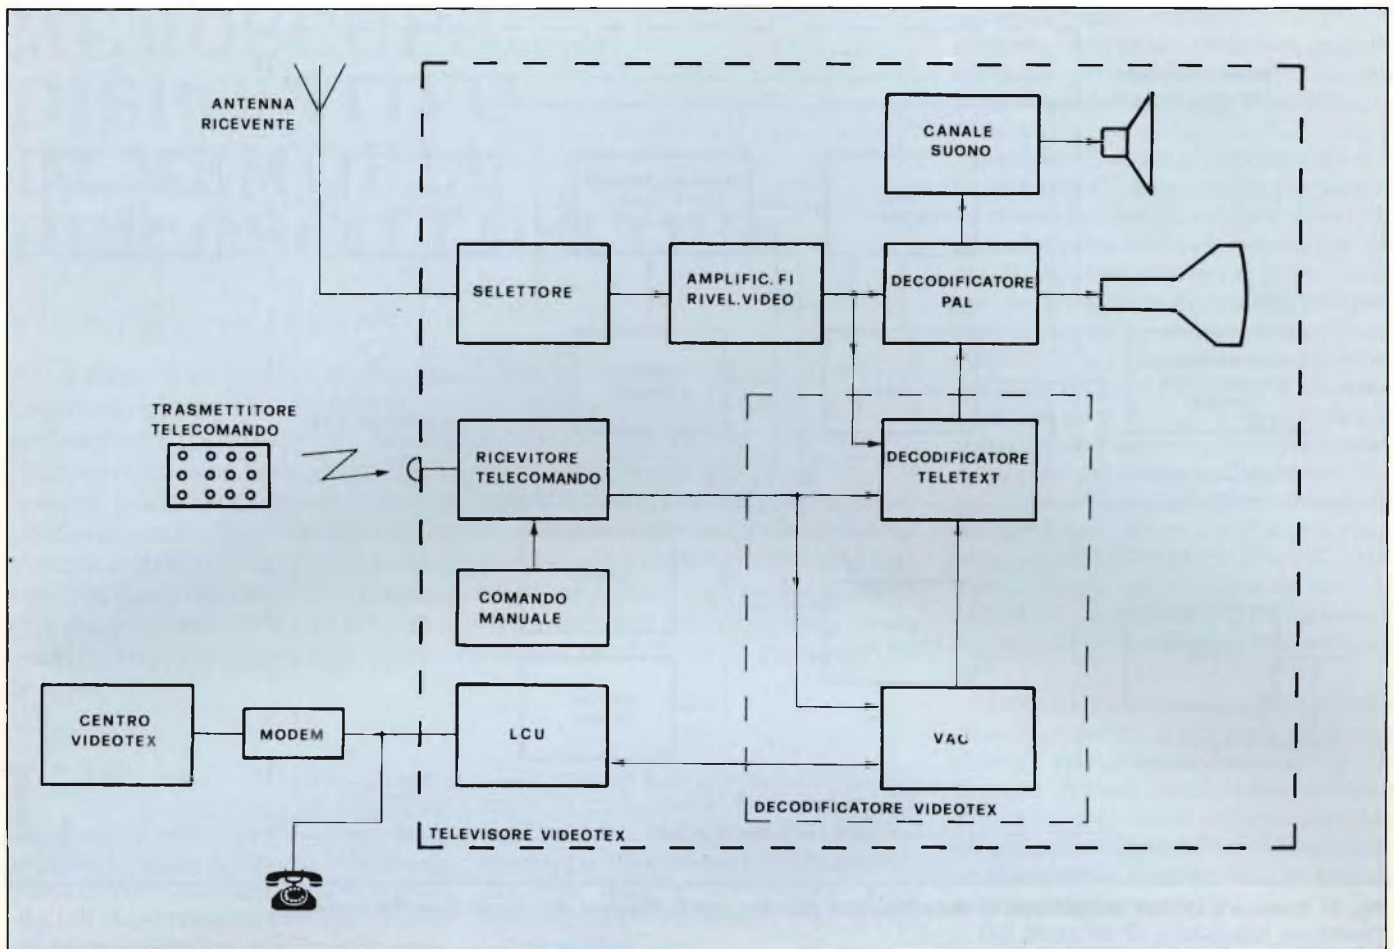 ANTENNA
RICEVENTE
CANALE
SUONO
SELETTORE
AMPLIFIC. FI
RIVEL. VIDEO
DECODIFICATORE
PAL
TRASMETTITORE
TELECOMANDO
RICEVITORE
TELECOMANDO
DECODIFICATORE
TELETEXT
COMANDO
MANUALE
CENTRO
VIDEOTEX
MODEM
LCU
VAC
DECODIFICATORE VIDEOTEX
TELEVISORE VIDEOTEX